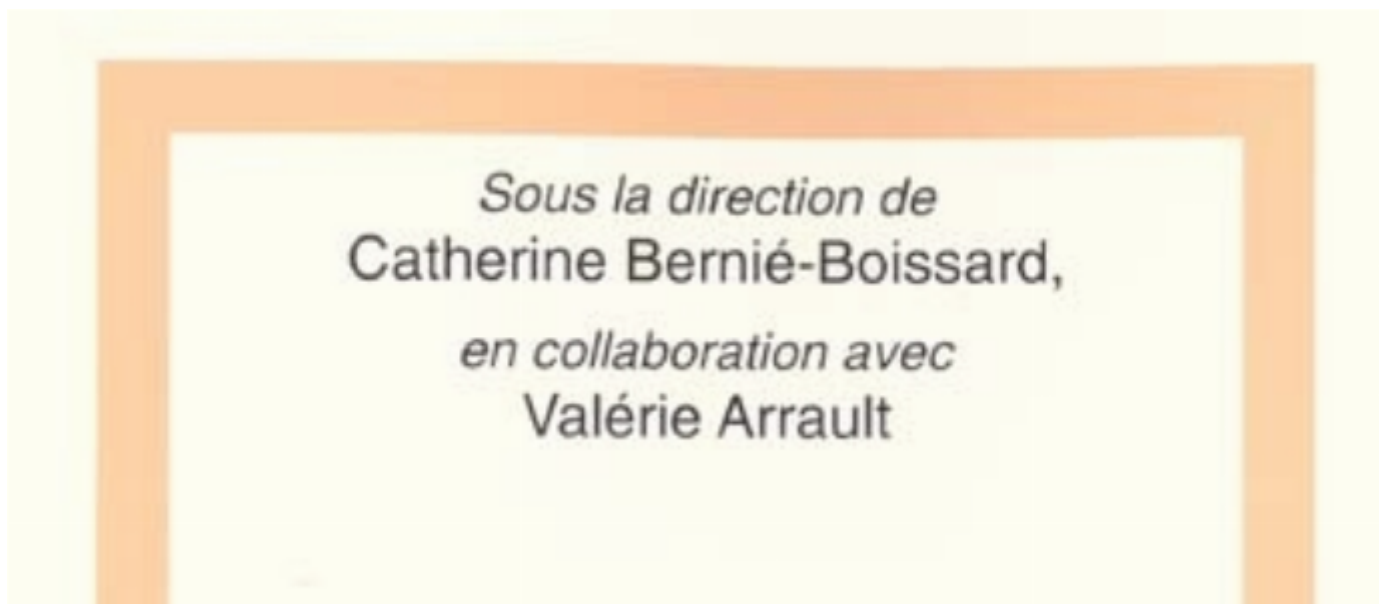 Sous la direction de
Catherine Bernié-Boissard,
en collaboration avec
Valérie Arrault